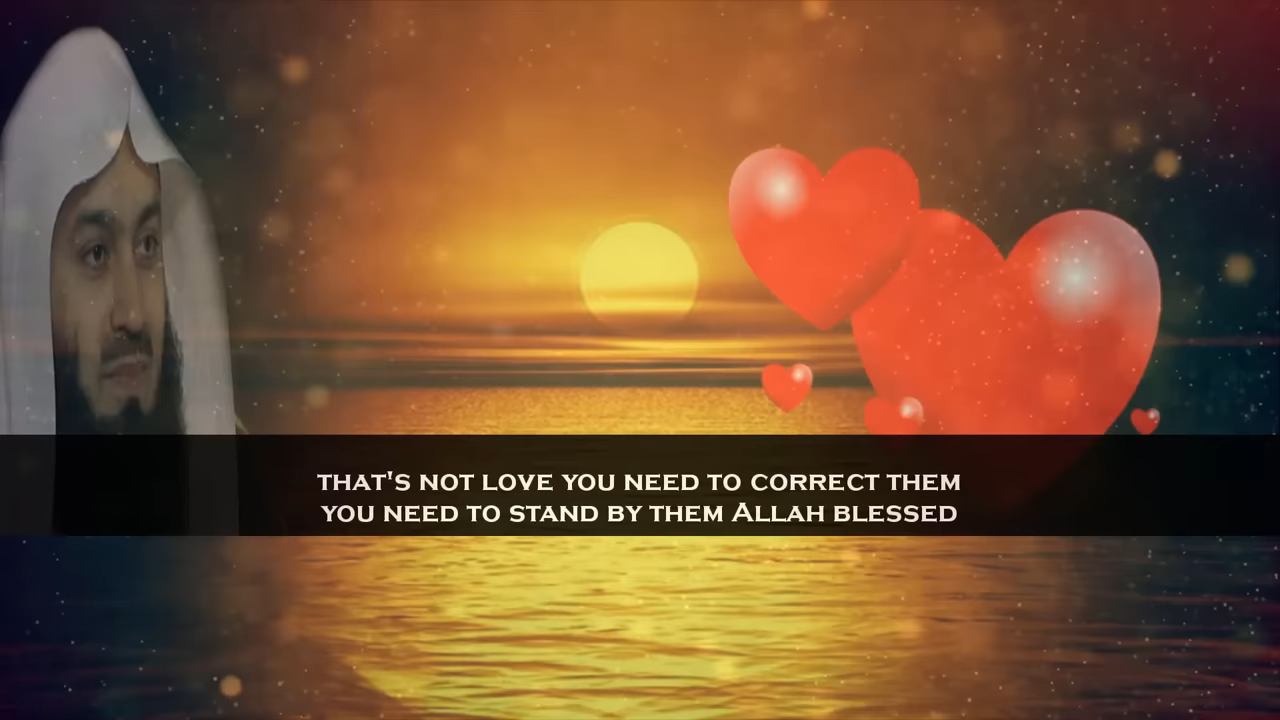 THAT'S NOT LOVE YOU NEED TO CORRECT THEM
YOU NEED TO STAND BY THEM ALLAH BLESSED